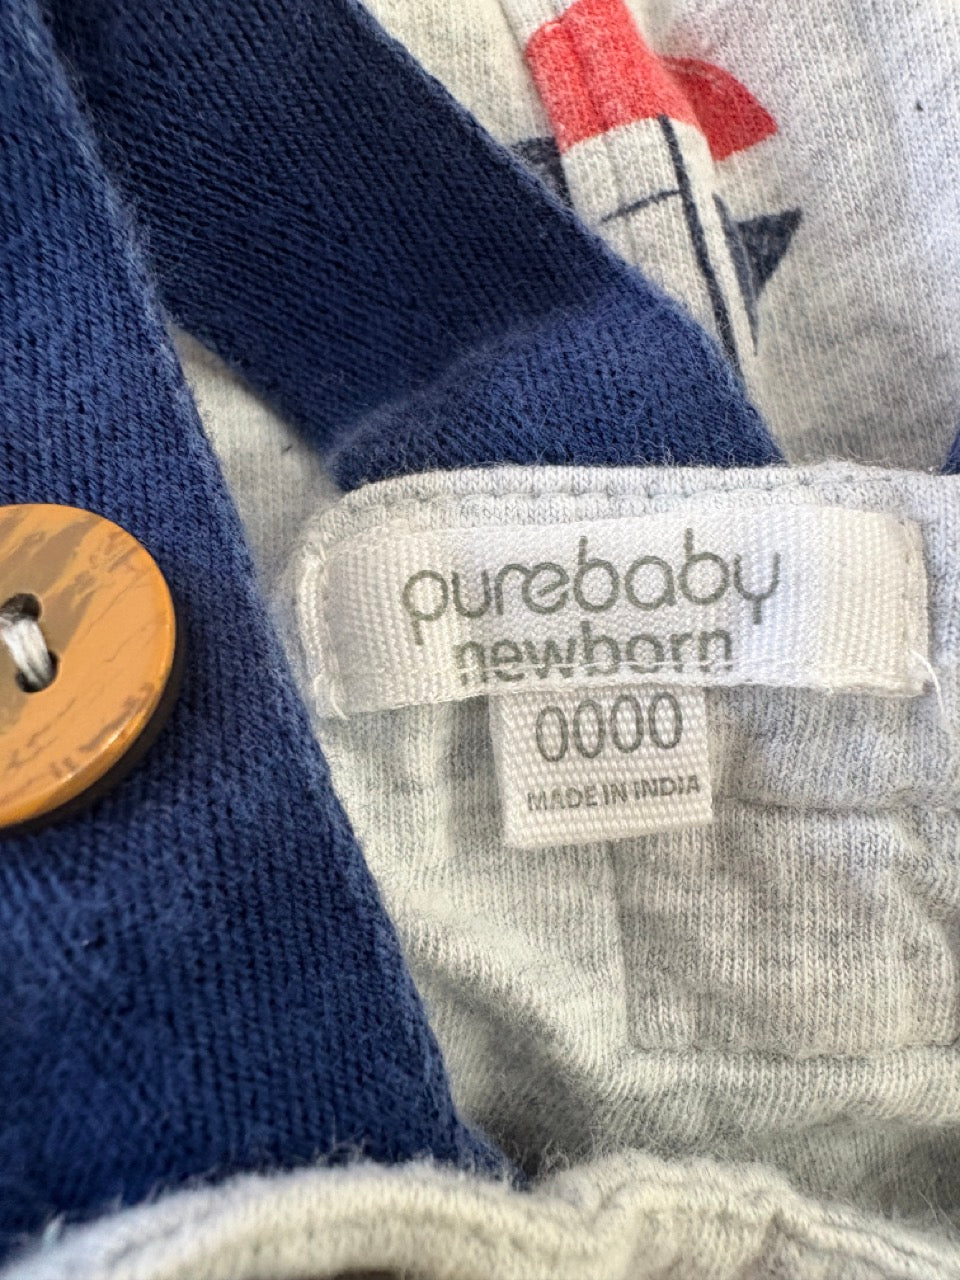 purebaby
newborn
0000
MADE IN INDIA